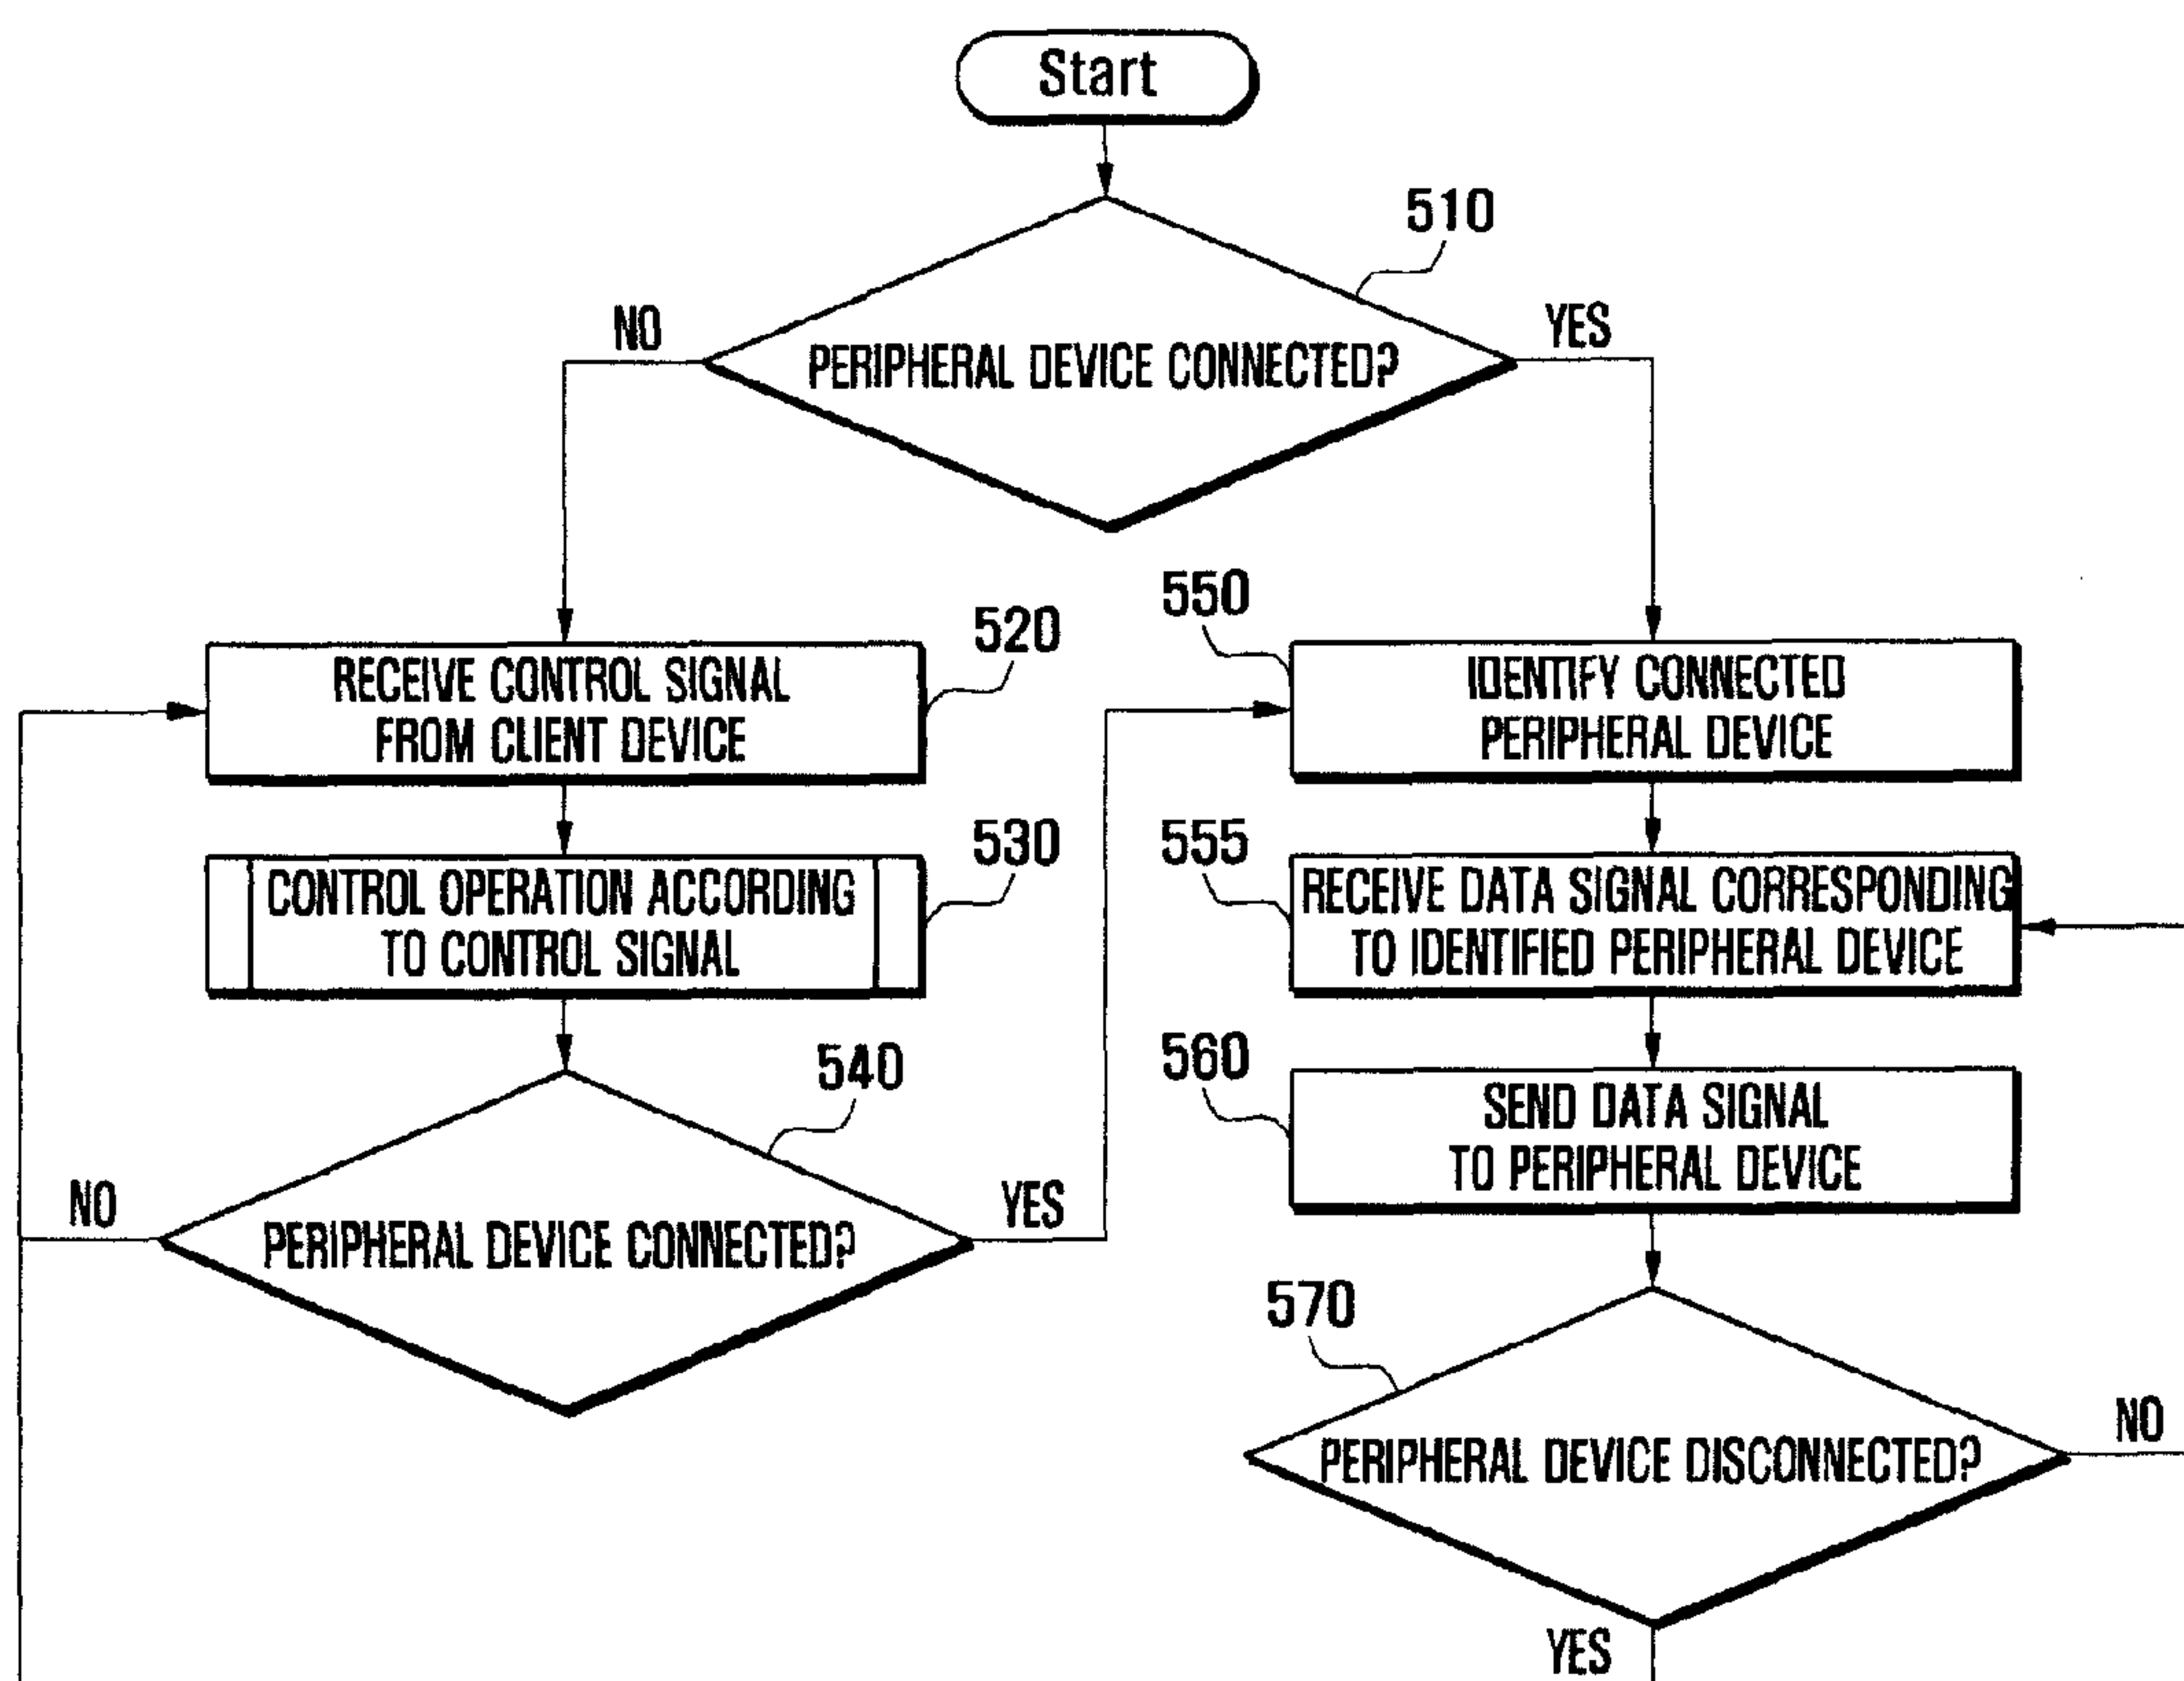 Start
510
NO
YES
PERIPHERAL DEVICE CONNECTED?
520
RECEIVE CONTROL SIGNAL
FROM CLIENT DEVICE
530
CONTROL OPERATION ACCORDING
TO CONTROL SIGNAL
540
NO
YES
PERIPHERAL DEVICE CONNECTED?
550
IDENTIFY CONNECTED
PERIPHERAL DEVICE
555
RECEIVE DATA SIGNAL CORRESPONDING
TO IDENTIFIED PERIPHERAL DEVICE
560
SEND DATA SIGNAL
TO PERIPHERAL DEVICE
570
NO
PERIPHERAL DEVICE DISCONNECTED?
YES